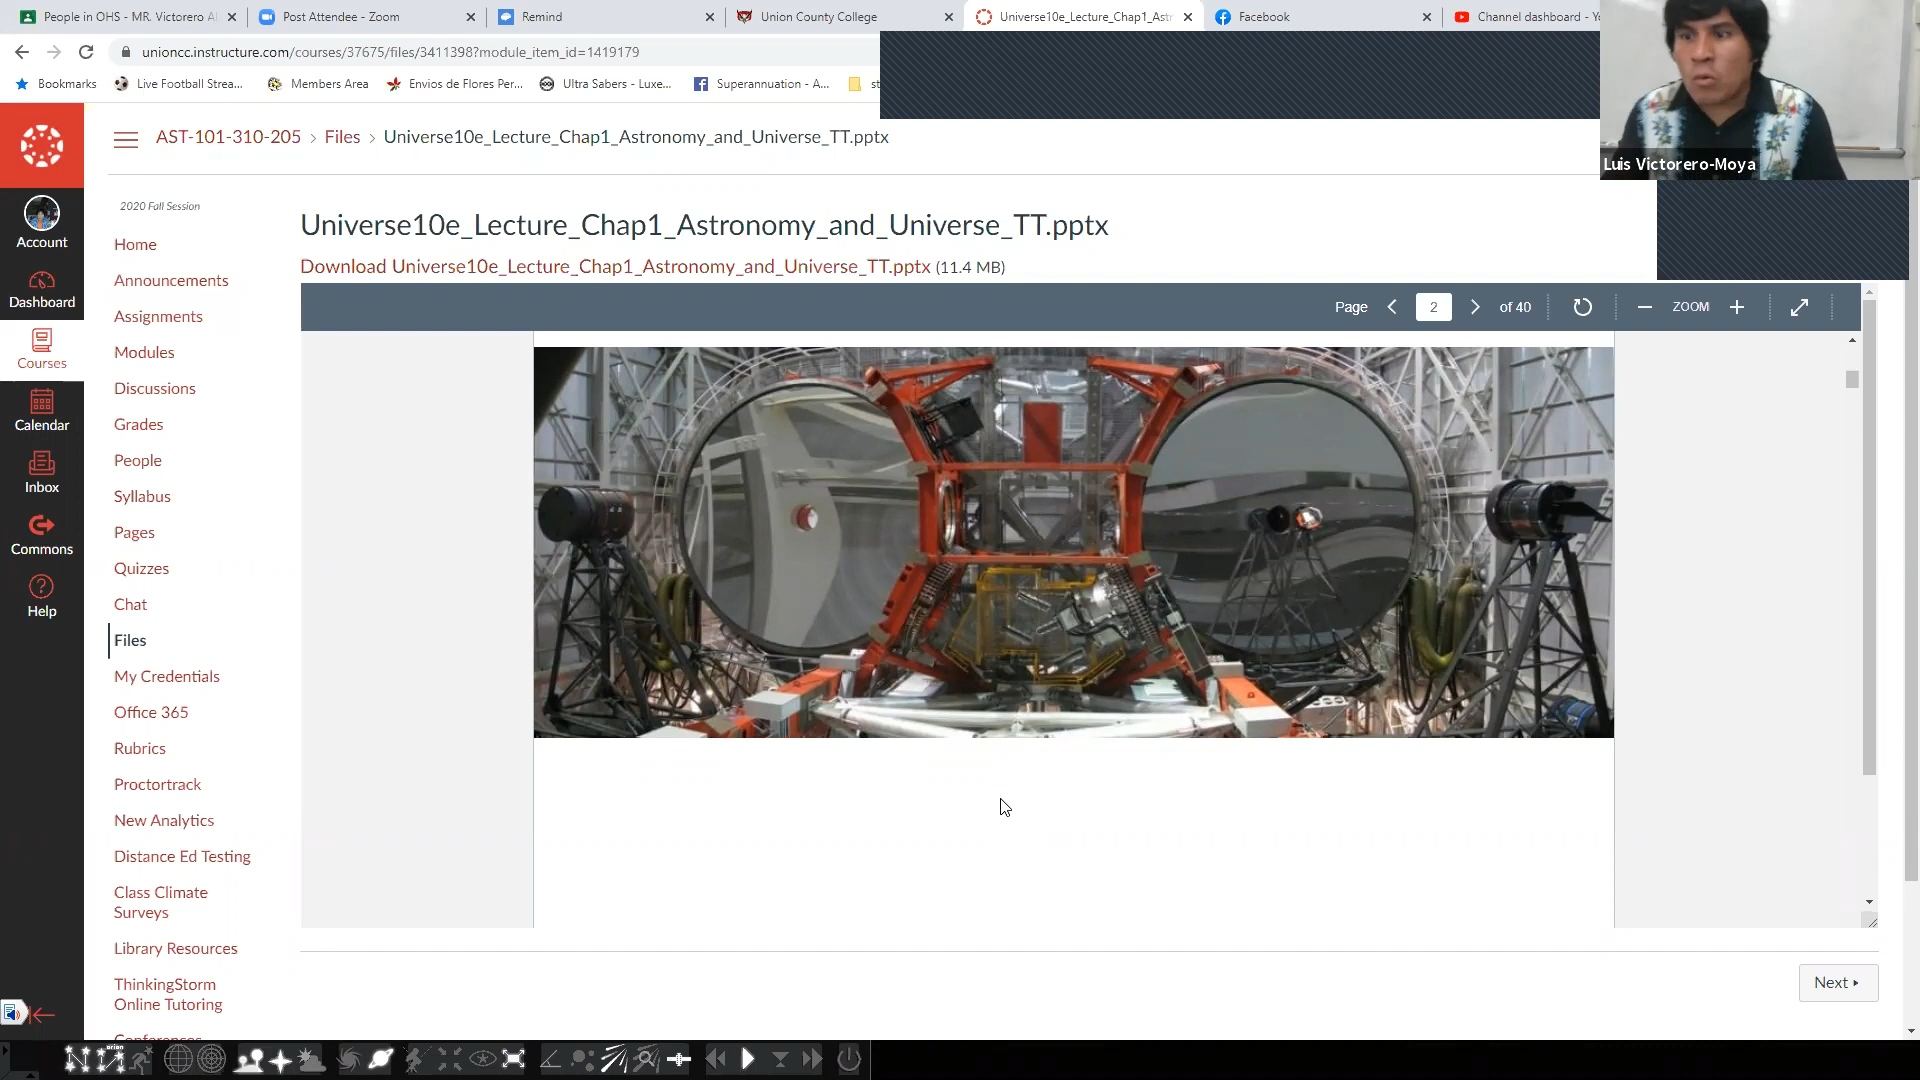 People in OHS - MR. Victorero Al
Post Attendee - Zoom
Remind
Union County College
Universe10e_Lecture_Chap1_Ast
Facebook
Channel dashboard - Yo
unioncc.instructure.com/courses/37675/files/3411398?module_item_id=1419179
Bookmarks
Live Football Strea...
Members Area
Envios de Flores Per...
Ultra Sabers - Luxe...
Superannuation - A...
st
Luis Victorero-Moya
AST-101-310-205 > Files > Universe10e_Lecture_Chap1_Astronomy_and_Universe_TT.pptx
Account
Dashboard
Courses
Calendar
Inbox
Commons
Help
2020 Fall Session
Home
Announcements
Assignments
Modules
Discussions
Grades
People
Syllabus
Pages
Quizzes
Chat
Files
My Credentials
Office 365
Rubrics
Proctortrack
New Analytics
Distance Ed Testing
Class Climate
Surveys
Library Resources
ThinkingStorm
Online Tutoring
Conferences
Universe10e_Lecture_Chap1_Astronomy_and_Universe_TT.pptx
Download Universe10e_Lecture_Chap1_Astronomy_and_Universe_TT.pptx (11.4 MB)
Page 2 of 40 ZOOM
Next